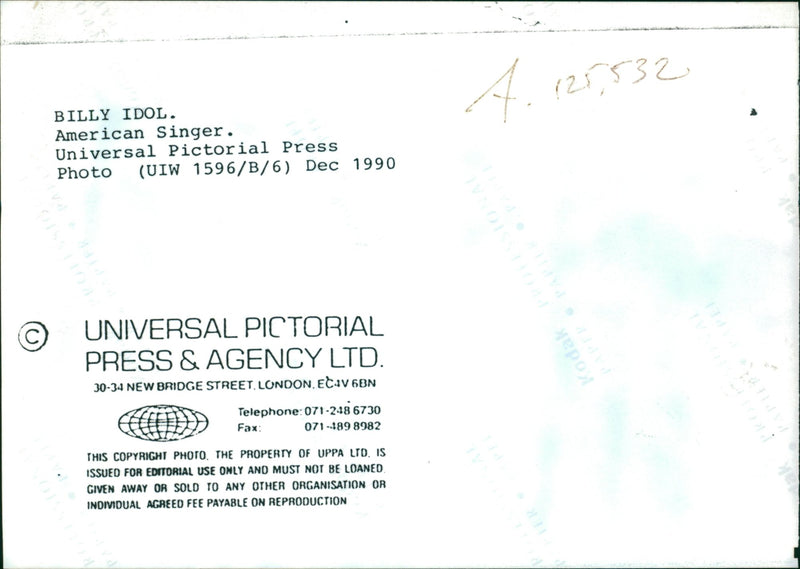 A. 125,532
BILLY IDOL.
American Singer.
Universal Pictorial Press
Photo (UIW 1596/B/6) Dec 1990
©
UNIVERSAL PICTORIAL
PRESS & AGENCY LTD.
30-34 NEW BRIDGE STREET, LONDON, EC4V 6BN
Telephone: 071-248 6730
Fax: 071-489 8982
THIS COPYRIGHT PHOTO, THE PROPERTY OF UPPA LTD, IS
ISSUED FOR EDITORIAL USE ONLY AND MUST NOT BE LOANED
GIVEN AWAY OR SOLD TO ANY OTHER ORGANISATION OR
INDIVIDUAL AGREED FEE PAYABLE ON REPRODUCTION
Kodak
PROFESSIONAL
PAPIER